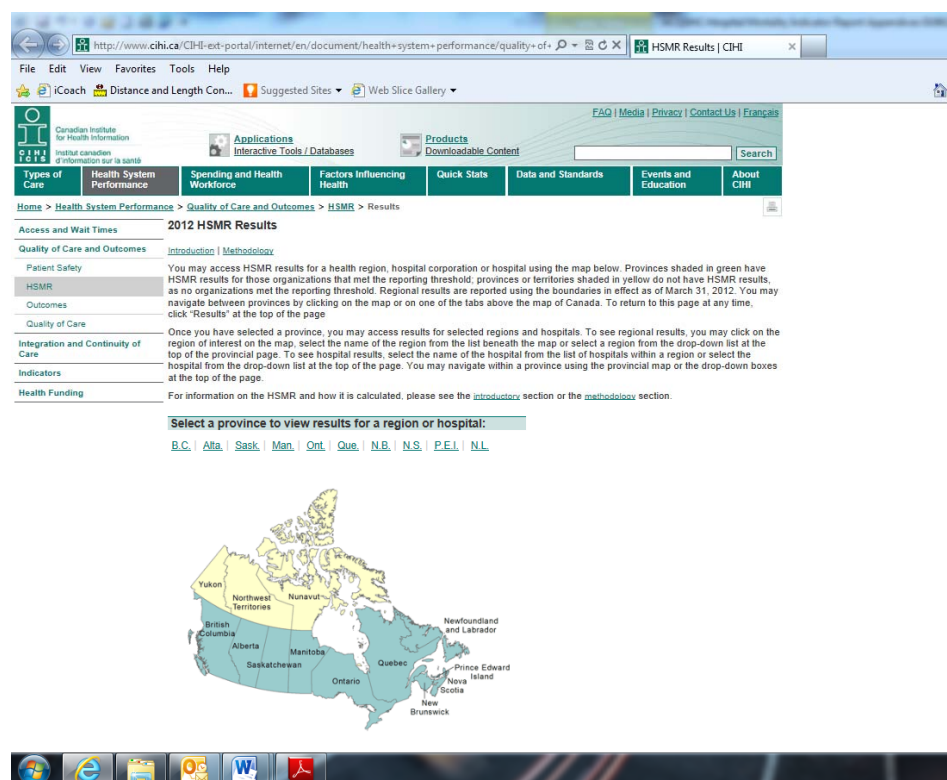 http://www.cihi.ca/CIHI-ext-portal/internet/en/document/health+system+performance/quality+of+
HSMR Results | CIHI
File Edit View Favorites Tools Help
iCoach Distance and Length Con... Suggested Sites Web Slice Gallery
FAQ | Media | Privacy | Contact Us | Français
Canadian Institute
for Health Information
Institut canadien
d'information sur la santé
CIHI
ICIS
Applications
Interactive Tools / Databases
Products
Downloadable Content
Search
Types of Care
Health System Performance
Spending and Health Workforce
Factors Influencing Health
Quick Stats
Data and Standards
Events and Education
About CIHI
Home > Health System Performance > Quality of Care and Outcomes > HSMR > Results
Access and Wait Times
Quality of Care and Outcomes
Patient Safety
HSMR
Outcomes
Quality of Care
Integration and Continuity of
Care
Indicators
Health Funding
2012 HSMR Results
Introduction | Methodology
You may access HSMR results for a health region, hospital corporation or hospital using the map below. Provinces shaded in green have
HSMR results for those organizations that met the reporting threshold; provinces or territories shaded in yellow do not have HSMR results,
as no organizations met the reporting threshold. Regional results are reported using the boundaries in effect as of March 31, 2012. You may
navigate between provinces by clicking on the map or on one of the tabs above the map of Canada. To return to this page at any time,
click "Results" at the top of the page
Once you have selected a province, you may access results for selected regions and hospitals. To see regional results, you may click on the
region of interest on the map, select the name of the region from the list beneath the map or select a region from the drop-down list at the
top of the provincial page. To see hospital results, select the name of the hospital from the list of hospitals within a region or select the
hospital from the drop-down list at the top of the page. You may navigate within a province using the provincial map or the drop-down boxes
at the top of the page.
For information on the HSMR and how it is calculated, please see the introductory section or the methodology section.
Select a province to view results for a region or hospital:
B.C. | Alta. | Sask. | Man. | Ont. | Que. | N.B. | N.S. | P.E.I. | N.L.
Yukon
Northwest
Territories
Nunavut
British
Columbia
Alberta
Saskatchewan
Manitoba
Ontario
Quebec
Newfoundland
and Labrador
Prince Edward
Island
Nova
Scotia
New
Brunswick